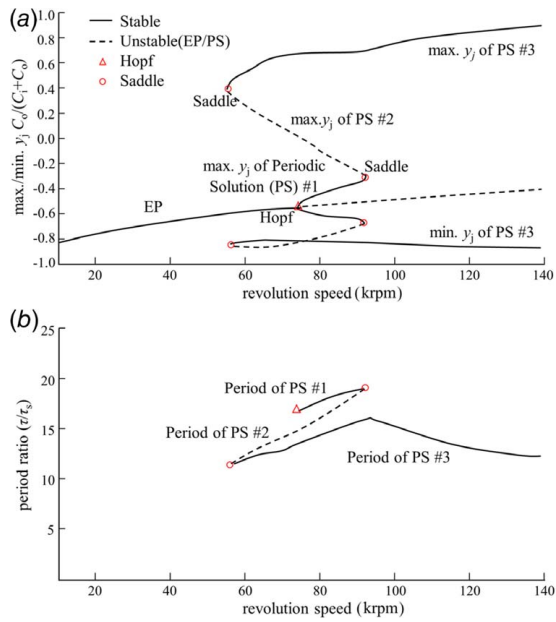 (a)
Stable
Unstable(EP/PS)
Hopf
Saddle
max./min. yj Co/(Ci+Co)
1.0
0.8
0.6
0.4
0.2
0.0
-0.2
-0.4
-0.6
-0.8
-1.0
max. yj of PS #3
Saddle
max.yj of PS #2
max. yj of Periodic
Solution (PS) #1
Saddle
EP
Hopf
min. yj of PS #3
20 40 60 80 100 120 140
revolution speed (krpm)
(b)
period ratio (τ/τs)
25
20
15
10
5
Period of PS #1
Period of PS #2
Period of PS #3
20 40 60 80 100 120 140
revolution speed (krpm)